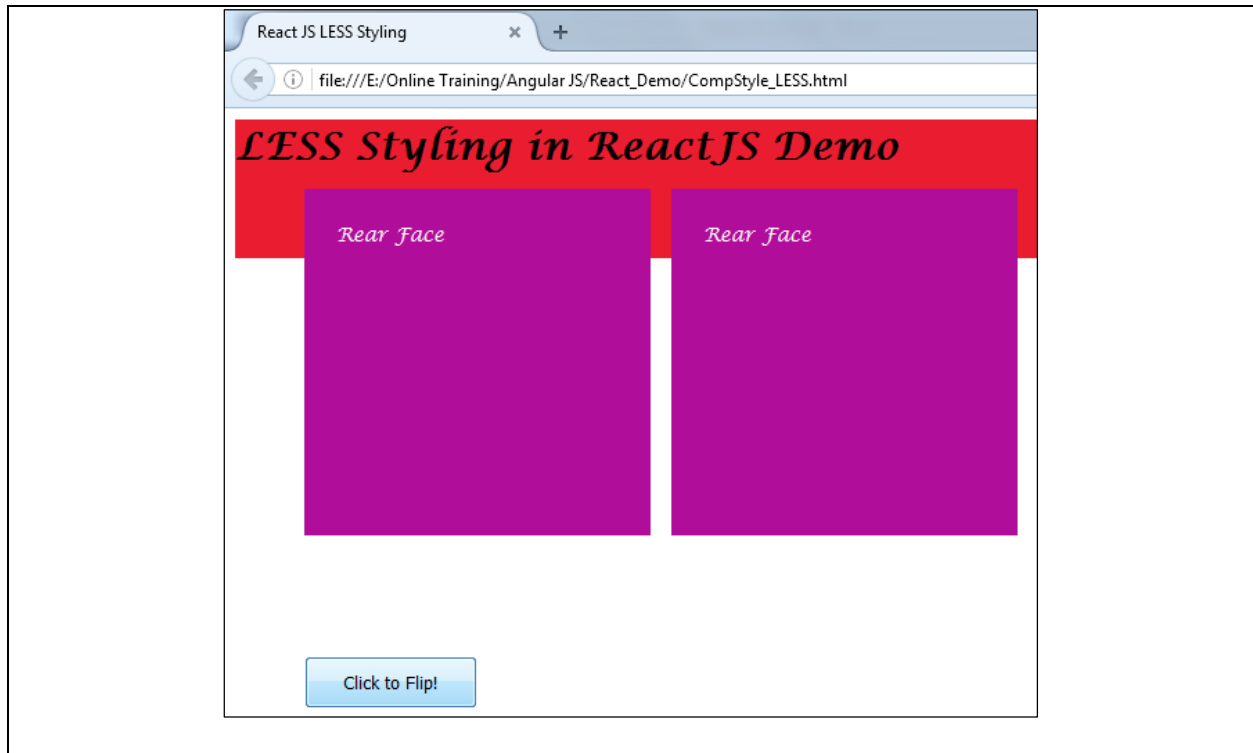 React JS LESS Styling
file:///E:/Online Training/Angular JS/React_Demo/CompStyle_LESS.html
LESS Styling in ReactJS Demo
Rear Face Rear Face
Click to Flip!